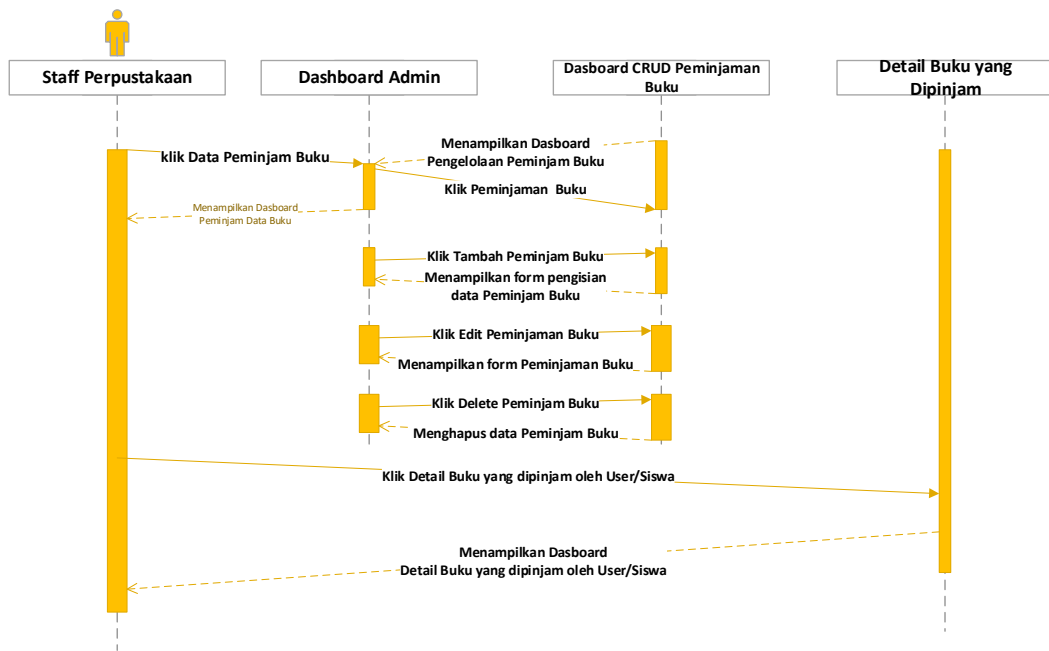 Staff Perpustakaan
Dashboard Admin
Dasboard CRUD Peminjaman
Buku
Detail Buku yang
Dipinjam
klik Data Peminjam Buku
Menampilkan Dasboard
Pengelolaan Peminjam Buku
Klik Peminjaman  Buku
Menampilkan Dasboard
Peminjam Data Buku
Klik Tambah Peminjam Buku
Menampilkan form pengisian
data Peminjam Buku
Klik Edit Peminjaman Buku
Menampilkan form Peminjaman Buku
Klik Delete Peminjam Buku
Menghapus data Peminjam Buku
Klik Detail Buku yang dipinjam oleh User/Siswa
Menampilkan Dasboard
Detail Buku yang dipinjam oleh User/Siswa